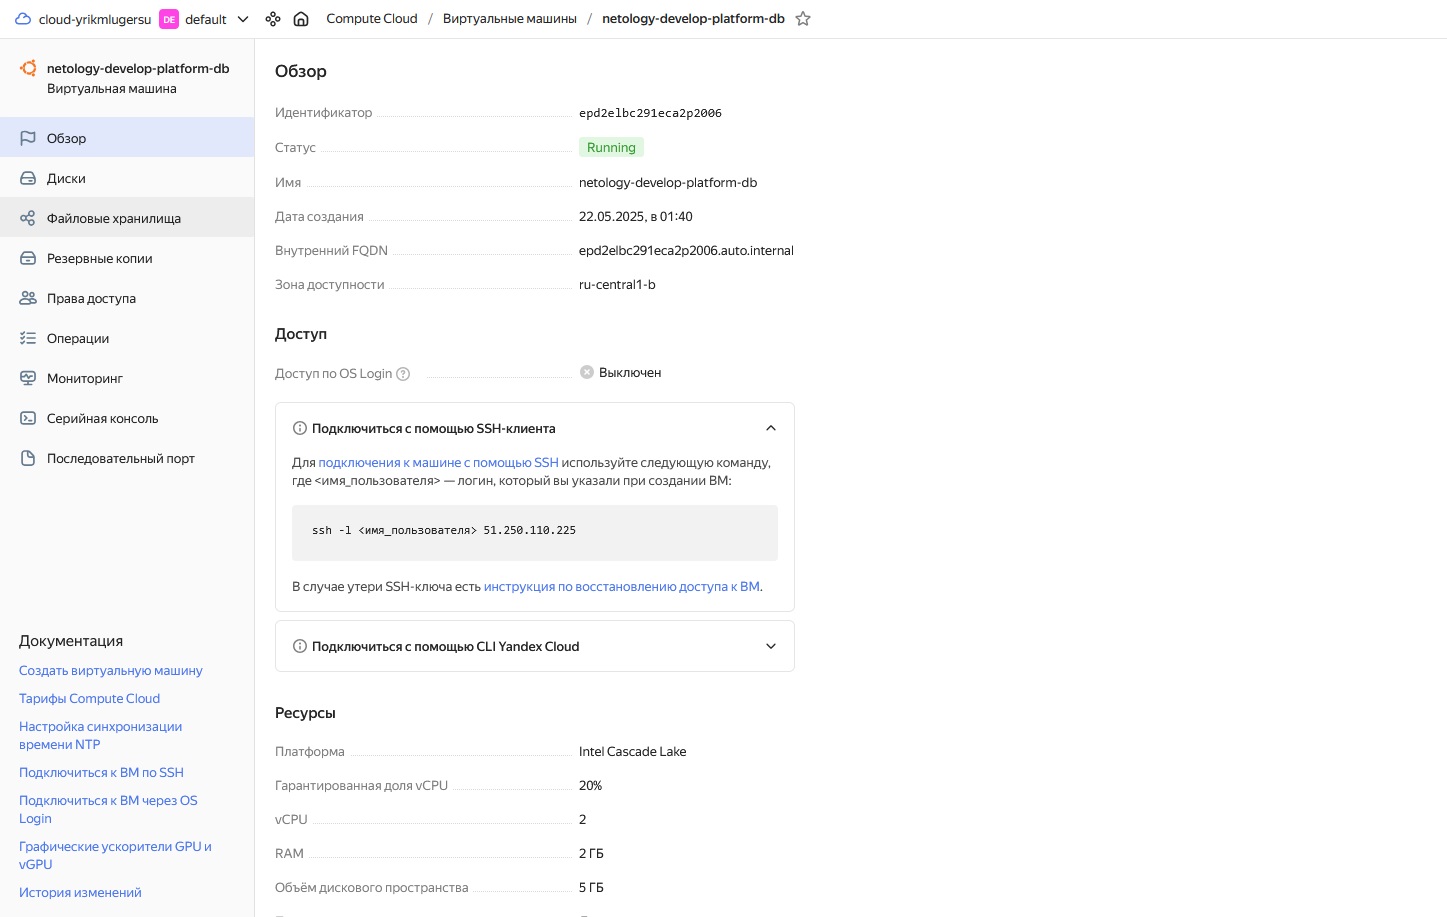 cloud-yrikmlugersu DE default Compute Cloud / Виртуальные машины / netology-develop-platform-db
netology-develop-platform-db
Виртуальная машина
Обзор
Диски
Файловые хранилища
Резервные копии
Права доступа
Операции
Мониторинг
Серийная консоль
Последовательный порт
Документация
Создать виртуальную машину
Тарифы Compute Cloud
Настройка синхронизации
времени NTP
Подключиться к ВМ по SSH
Подключиться к ВМ через OS
Login
Графические ускорители GPU и
vGPU
История изменений
Обзор
Идентификатор epd2elbc291eca2p2006
Статус Running
Имя netology-develop-platform-db
Дата создания 22.05.2025, в 01:40
Внутренний FQDN epd2elbc291eca2p2006.auto.internal
Зона доступности ru-central1-b
Доступ
Доступ по OS Login Выключен
Подключиться с помощью SSH-клиента
Для подключения к машине с помощью SSH используйте следующую команду,
где <имя_пользователя> — логин, который вы указали при создании ВМ:
ssh -l <имя_пользователя> 51.250.110.225
В случае утери SSH-ключа есть инструкция по восстановлению доступа к ВМ.
Подключиться с помощью CLI Yandex Cloud
Ресурсы
Платформа Intel Cascade Lake
Гарантированная доля vCPU 20%
vCPU 2
RAM 2 ГБ
Объём дискового пространства 5 ГБ